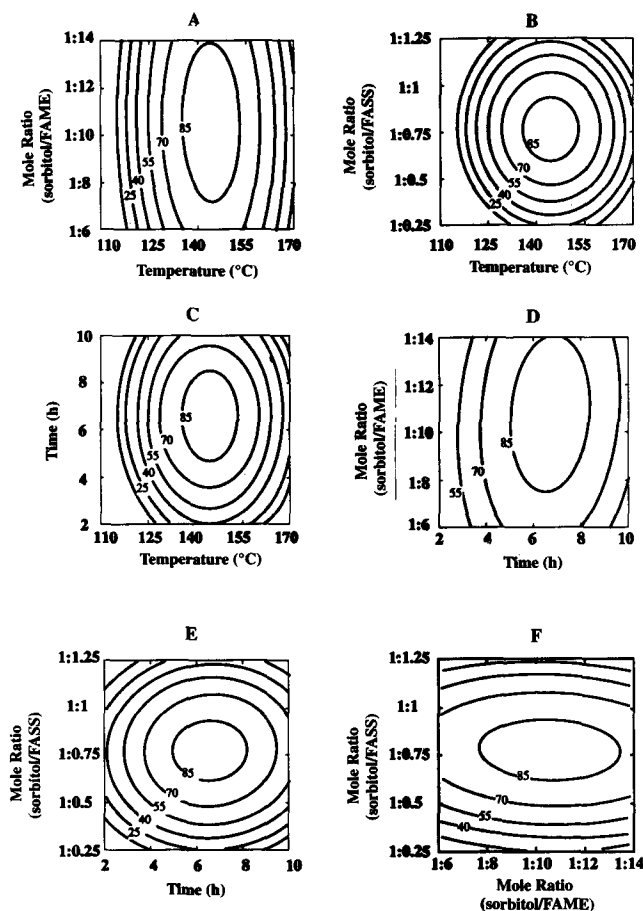 A
Mole Ratio
(sorbitol/FAME)
1:14
1:12
1:10
1:8
1:6
85
70
55
40
25
110 125 140 155 170
Temperature (°C)
B
Mole Ratio
(sorbitol/FASS)
1:1.25
1:1
1:0.75
1:0.5
1:0.25
85
70
55
40
25
110 125 140 155 170
Temperature (°C)
C
Time (h)
10
8
6
4
2
85
70
55
40
25
110 125 140 155 170
Temperature (°C)
D
Mole Ratio
(sorbitol/FAME)
1:14
1:12
1:10
1:8
1:6
85
70
55
2 4 6 8 10
Time (h)
E
Mole Ratio
(sorbitol/FASS)
1:1.25
1:1
1:0.75
1:0.5
1:0.25
85
70
55
40
25
2 4 6 8 10
Time (h)
F
Mole Ratio
(sorbitol/FASS)
1:1.25
1:1
1:0.75
1:0.5
1:0.25
85
70
55
40
1:6 1:8 1:10 1:12 1:14
Mole Ratio
(sorbitol/FAME)